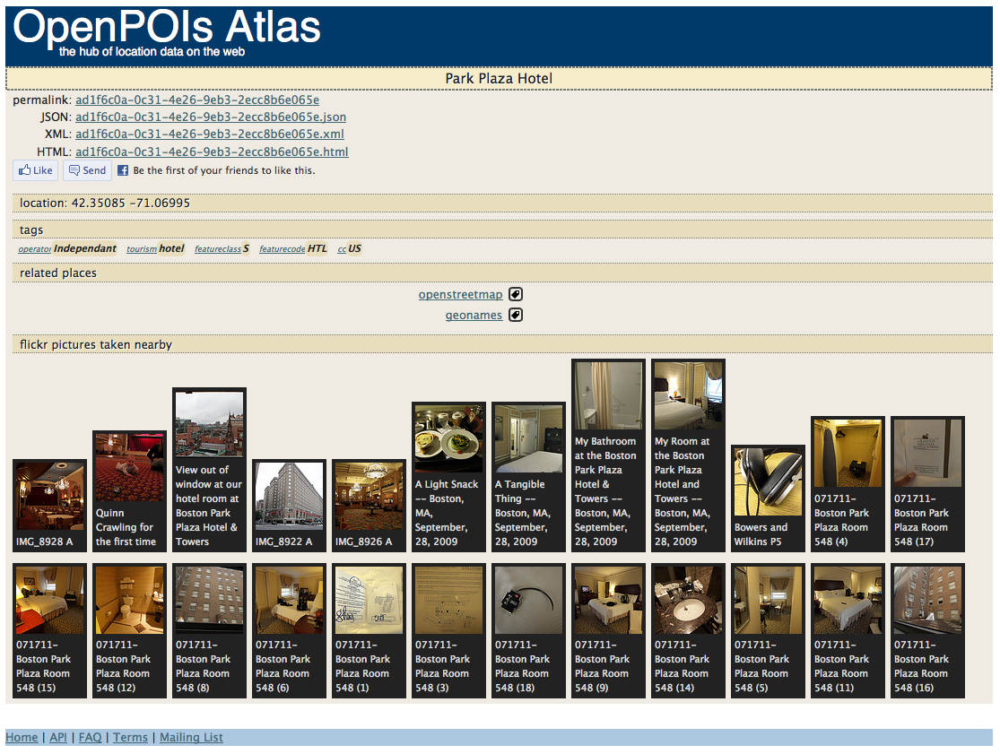 OpenPOIs Atlas
the hub of location data on the web
Park Plaza Hotel
permalink: ad1f6c0a-0c31-4e26-9eb3-2ecc8b6e065e
JSON: ad1f6c0a-0c31-4e26-9eb3-2ecc8b6e065e.json
XML: ad1f6c0a-0c31-4e26-9eb3-2ecc8b6e065e.xml
HTML: ad1f6c0a-0c31-4e26-9eb3-2ecc8b6e065e.html
Like Send Be the first of your friends to like this.
location: 42.35085 -71.06995
tags
operator Independant tourism hotel featureclass S featurecode HTL cc US
related places
openstreetmap
geonames
flickr pictures taken nearby
IMG_8928 A
Quinn
Crawling for
the first time
View out of
window at our
hotel room at
Boston Park
Plaza Hotel &
Towers
IMG_8922 A
IMG_8926 A
A Light Snack
-- Boston,
MA,
September,
28, 2009
A Tangible
Thing --
Boston, MA,
September,
28, 2009
My Bathroom
at the Boston
Park Plaza
Hotel &
Towers --
Boston, MA,
September,
28, 2009
My Room at
the Boston
Park Plaza
Hotel and
Towers --
Boston, MA,
September,
28, 2009
Bowers and
Wilkins P5
071711-
Boston Park
Plaza Room
548 (4)
071711-
Boston Park
Plaza Room
548 (17)
071711-
Boston Park
Plaza Room
548 (15)
071711-
Boston Park
Plaza Room
548 (12)
071711-
Boston Park
Plaza Room
548 (8)
071711-
Boston Park
Plaza Room
548 (6)
071711-
Boston Park
Plaza Room
548 (1)
071711-
Boston Park
Plaza Room
548 (3)
071711-
Boston Park
Plaza Room
548 (18)
071711-
Boston Park
Plaza Room
548 (9)
071711-
Boston Park
Plaza Room
548 (14)
071711-
Boston Park
Plaza Room
548 (5)
071711-
Boston Park
Plaza Room
548 (11)
071711-
Boston Park
Plaza Room
548 (16)
Home | API | FAQ | Terms | Mailing List